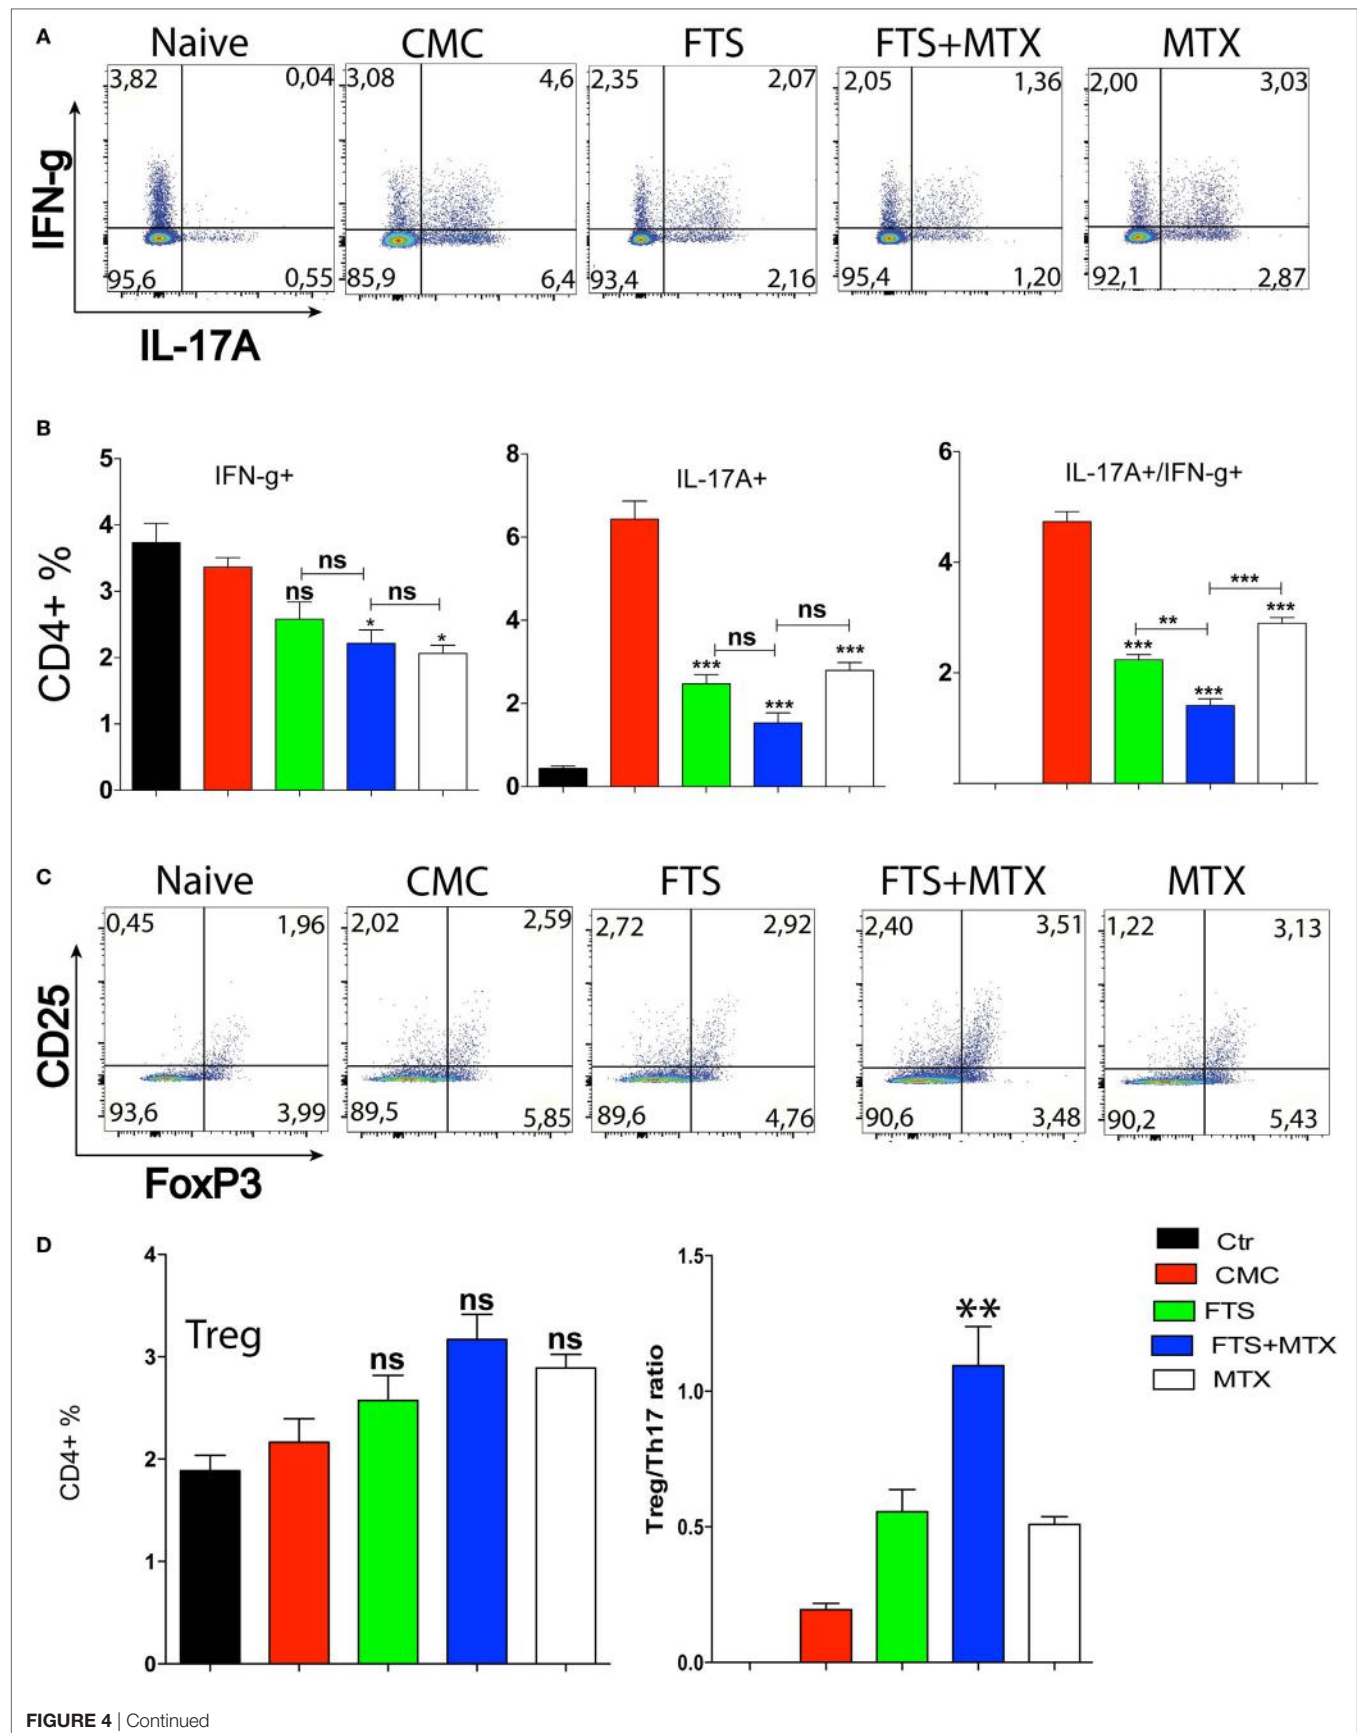 A
Naive CMC FTS FTS+MTX MTX
3,82 0,04 3,08 4,6 2,35 2,07 2,05 1,36 2,00 3,03
IFN-g
95,6 0,55 85,9 6,4 93,4 2,16 95,4 1,20 92,1 2,87
IL-17A
B
CD4+ %
IFN-g+
5
4
3
2
1
0
ns
ns
ns
*
*
IL-17A+
8
6
4
2
0
ns
ns
***
***
***
IL-17A+/IFN-g+
6
4
2
***
**
***
***
***
C
Naive CMC FTS FTS+MTX MTX
0,45 1,96 2,02 2,59 2,72 2,92 2,40 3,51 1,22 3,13
CD25
93,6 3,99 89,5 5,85 89,6 4,76 90,6 3,48 90,2 5,43
FoxP3
D
CD4+ %
Treg
4
3
2
1
0
ns
ns
ns
Treg/Th17 ratio
1.5
1.0
0.5
0.0
**
Ctr
CMC
FTS
FTS+MTX
MTX
FIGURE 4 | Continued